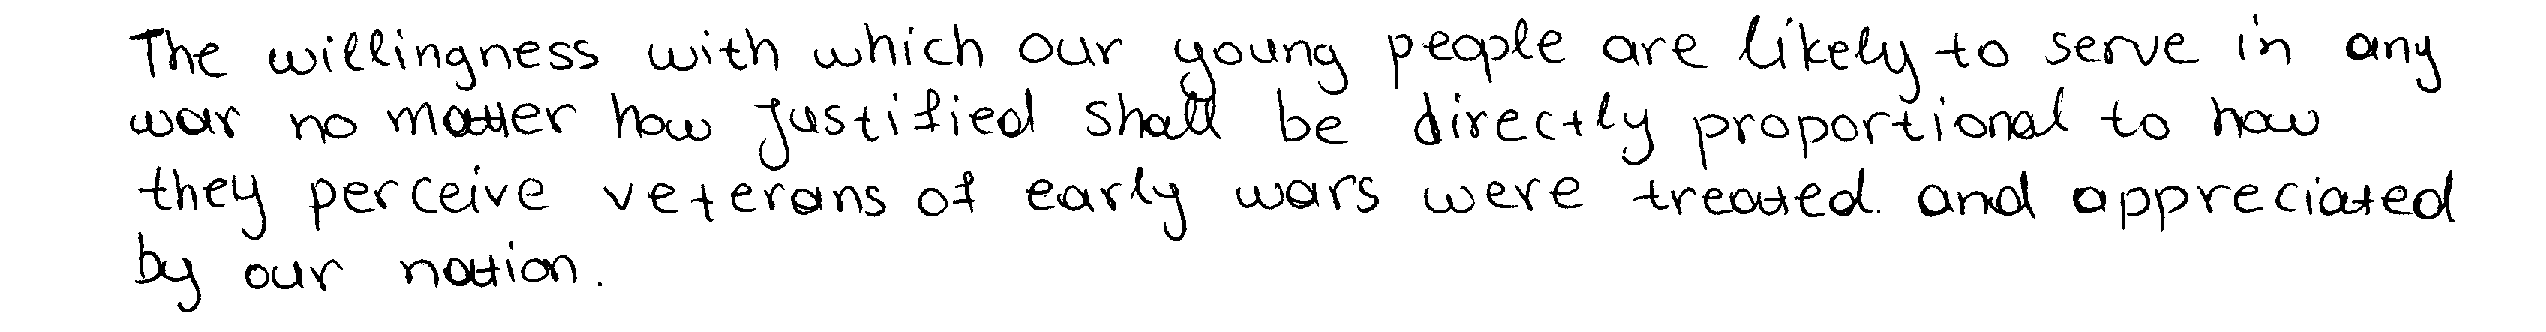 The willingness with which our young people are likely to serve in any
war no matter how justified shall be directly proportional to how
they perceive veterans of early wars were treated and appreciated
by our nation.